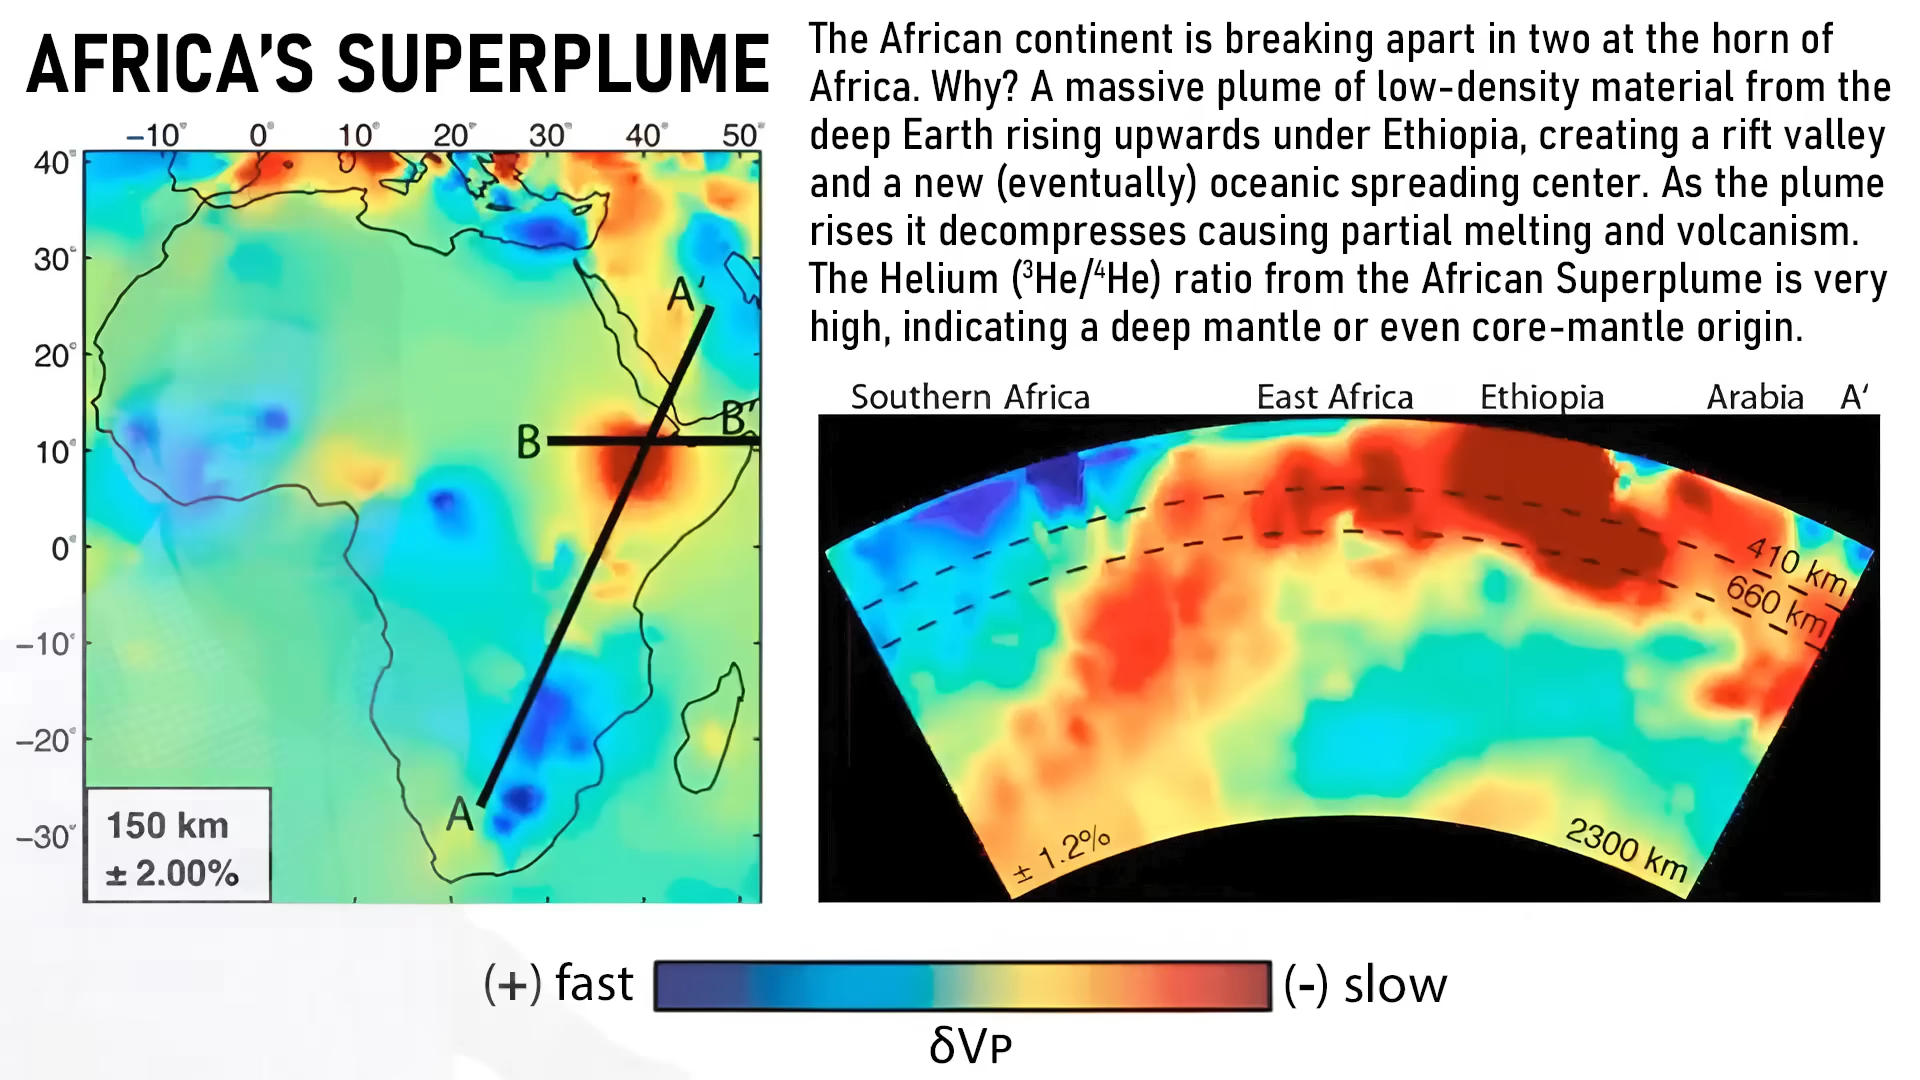 AFRICA'S SUPERPLUME
The African continent is breaking apart in two at the horn of
Africa. Why? A massive plume of low-density material from the
deep Earth rising upwards under Ethiopia, creating a rift valley
and a new (eventually) oceanic spreading center. As the plume
rises it decompresses causing partial melting and volcanism.
The Helium (³He/⁴He) ratio from the African Superplume is very
high, indicating a deep mantle or even core-mantle origin.
−10° 0° 10° 20° 30° 40° 50°
40°
30°
20°
10°
0°
−10°
−20°
−30°
A'
B
B'
A
150 km
± 2.00%
Southern Africa East Africa Ethiopia Arabia A'
410 km
660 km
± 1.2%
2300 km
(+) fast (-) slow
δVP